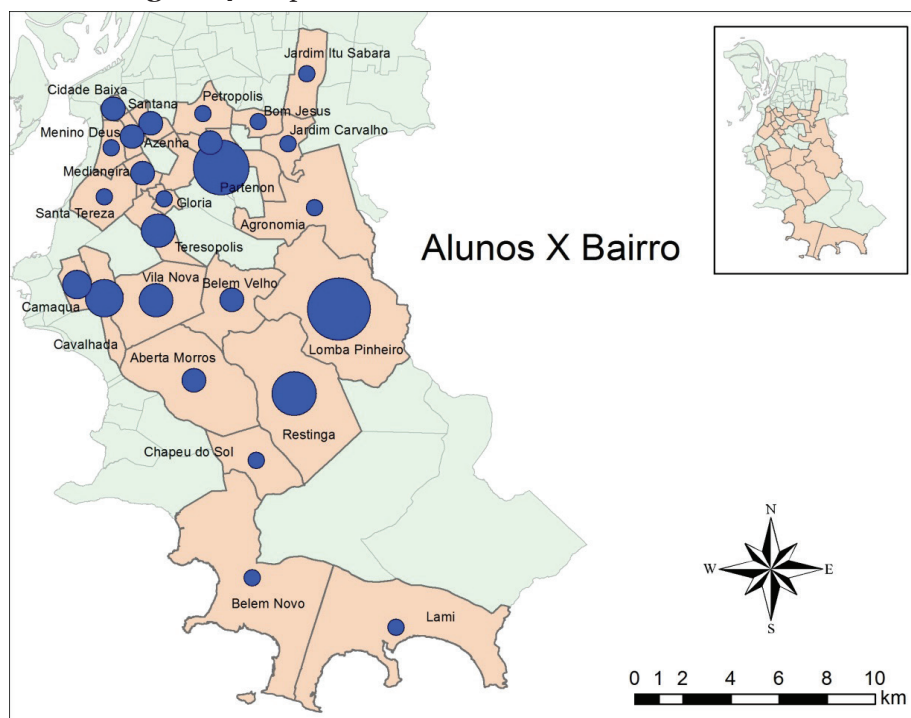 Jardim Itu Sabara
Cidade Baixa
Santana
Petropolis
Bom Jesus
Menino Deus
Azenha
Jardim Carvalho
Medianeira
Partenon
Gloria
Santa Tereza
Agronomia
Teresopolis
Alunos X Bairro
Vila Nova
Belem Velho
Camaqua
Cavalhada
Lomba Pinheiro
Aberta Morros
Restinga
Chapeu do Sol
N
W
E
S
Belem Novo
Lami
0 1 2 4 6 8 10
km